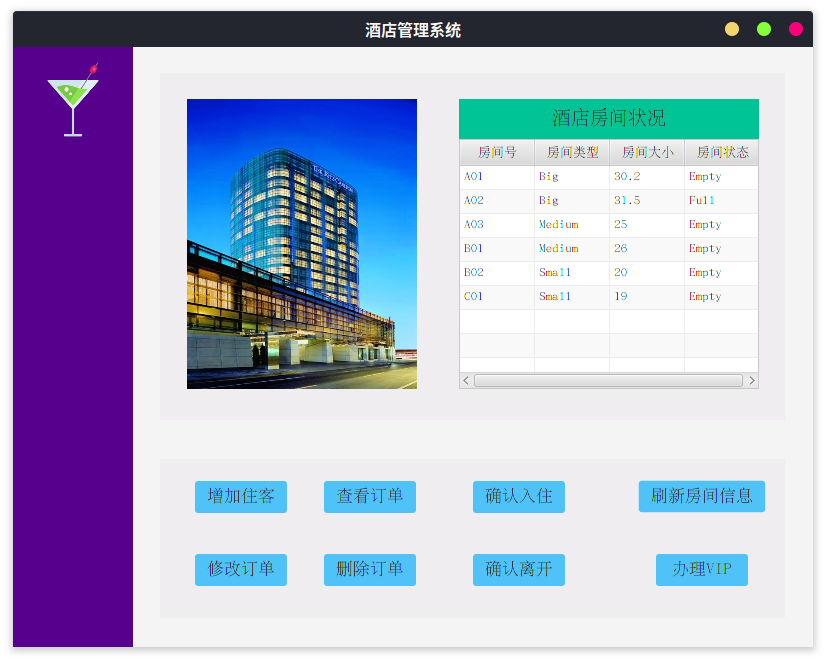 酒店管理系统
THE RITZ-CARLTON
酒店房间状况
房间号 房间类型 房间大小 房间状态
A01 Big 30.2 Empty
A02 Big 31.5 Full
A03 Medium 25 Empty
B01 Medium 26 Empty
B02 Small 20 Empty
C01 Small 19 Empty
增加住客 查看订单 确认入住 刷新房间信息
修改订单 删除订单 确认离开 办理VIP